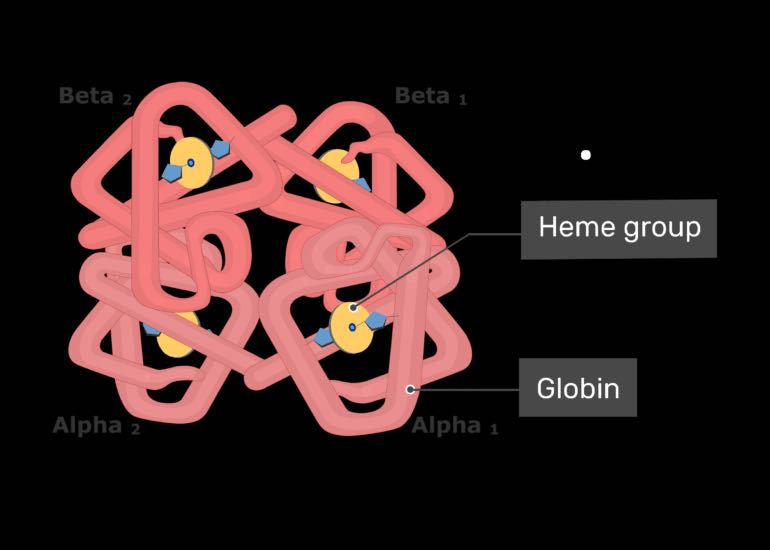 Beta 2
Beta 1
Heme group
Globin
Alpha 2
Alpha 1